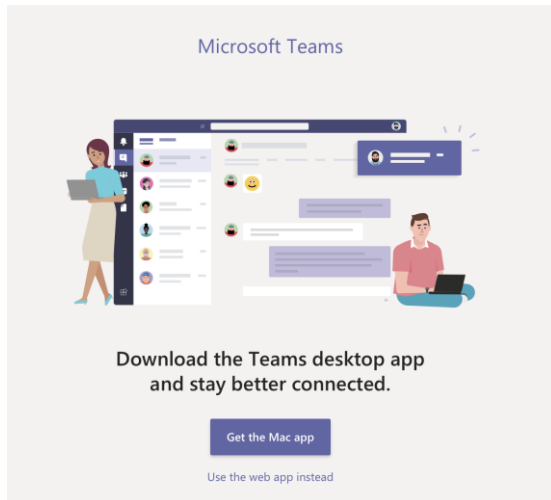 Microsoft Teams
Download the Teams desktop app
and stay better connected.
Get the Mac app
Use the web app instead